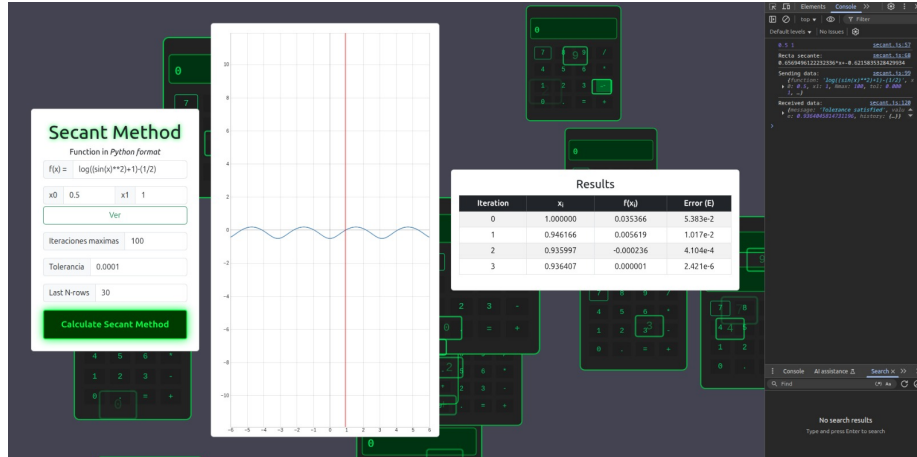 Secant Method
Function in Python format
f(x) = log((sin(x)**2)+1)-(1/2)
x0 0.5 x1 1
Ver
Iteraciones maximas 100
Tolerancia 0.0001
Last N-rows 30
Calculate Secant Method
10
8
6
4
2
0
-2
-4
-6
-8
-10
-6 -5 -4 -3 -2 -1 0 1 2 3 4 5 6
Results
Iteration xi f(xi) Error (E)
0 1.000000 0.035366 5.383e-2
1 0.946166 0.005619 1.017e-2
2 0.935997 -0.000236 4.104e-4
3 0.936407 0.000001 2.421e-6
Elements Console
top Filter
Default levels No Issues
0.5 1 secant.js:57
Recta secante: secant.js:68
Sending data: secant.js:99
Received data: secant.js:120
Console AI assistance Search
Find Aa
No search results
Type and press Enter to search